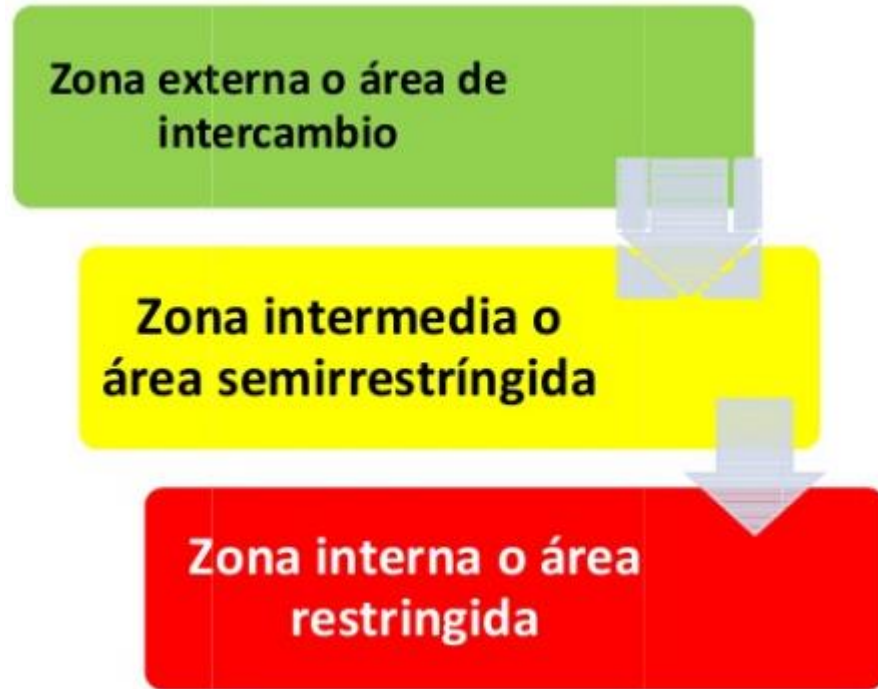 Zona externa o área de
intercambio
Zona intermedia o
área semirrestríngida
Zona interna o área
restringida